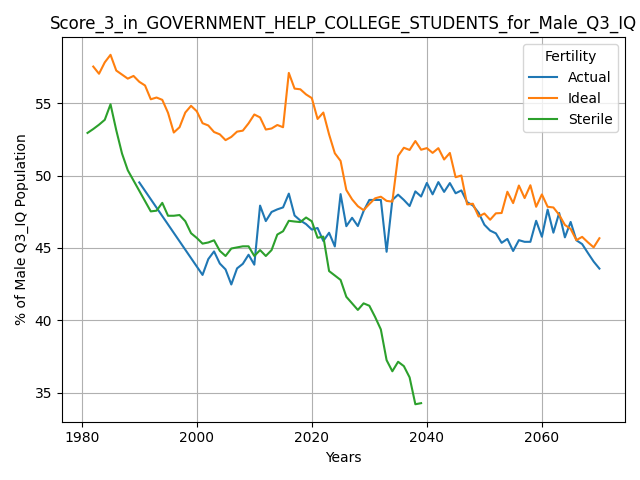 Score_3_in_GOVERNMENT_HELP_COLLEGE_STUDENTS_for_Male_Q3_IQ
Fertility
Actual
Ideal
Sterile
% of Male Q3_IQ Population
55
50
45
40
35
1980
2000
2020
2040
2060
Years